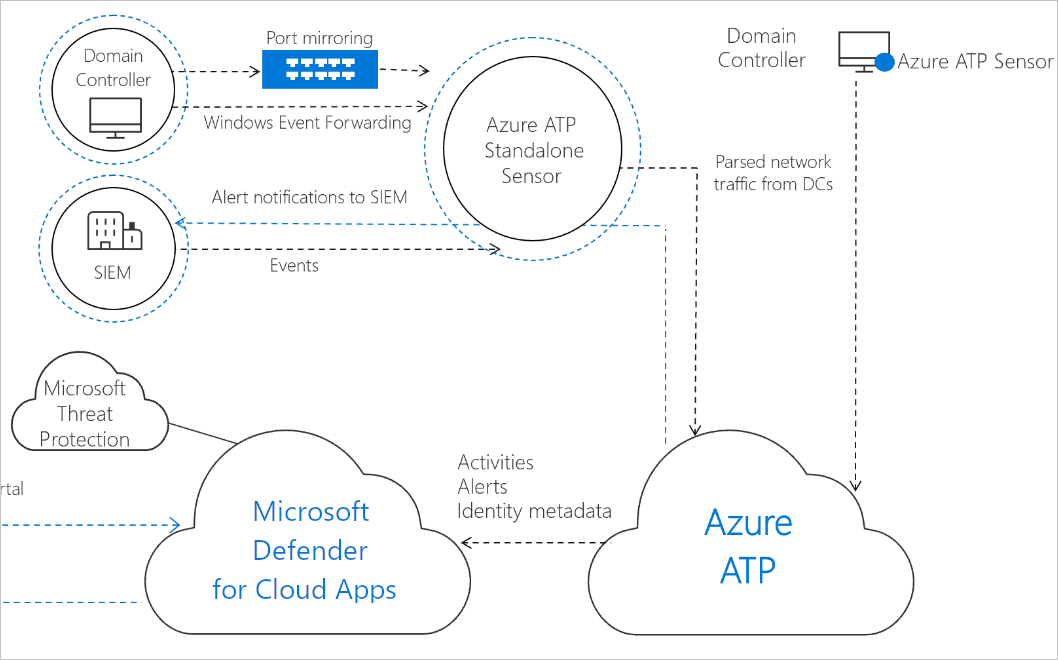 Domain
Controller
Port mirroring
Windows Event Forwarding
Azure ATP
Standalone
Sensor
Domain
Controller
Azure ATP Sensor
Parsed network
traffic from DCs
Alert notifications to SIEM
SIEM
Events
Microsoft
Threat
Protection
rtal
Microsoft
Defender
for Cloud Apps
Activities
Alerts
Identity metadata
Azure
ATP